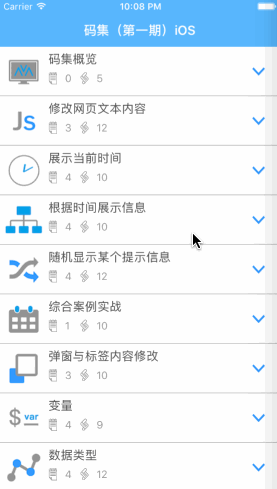 Carrier 10:08 PM
码集（第一期）iOS
码集概览
0 5
JS
修改网页文本内容
3 12
展示当前时间
4 10
根据时间展示信息
4 10
随机显示某个提示信息
4 12
综合案例实战
1 10
弹窗与标签内容修改
3 10
$ var
变量
4 9
数据类型
4 12